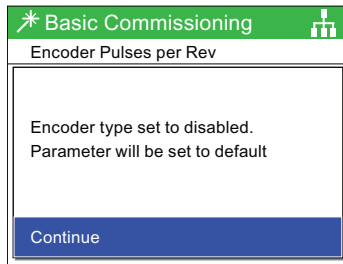 Basic Commissioning
Encoder Pulses per Rev
Encoder type set to disabled.
Parameter will be set to default
Continue